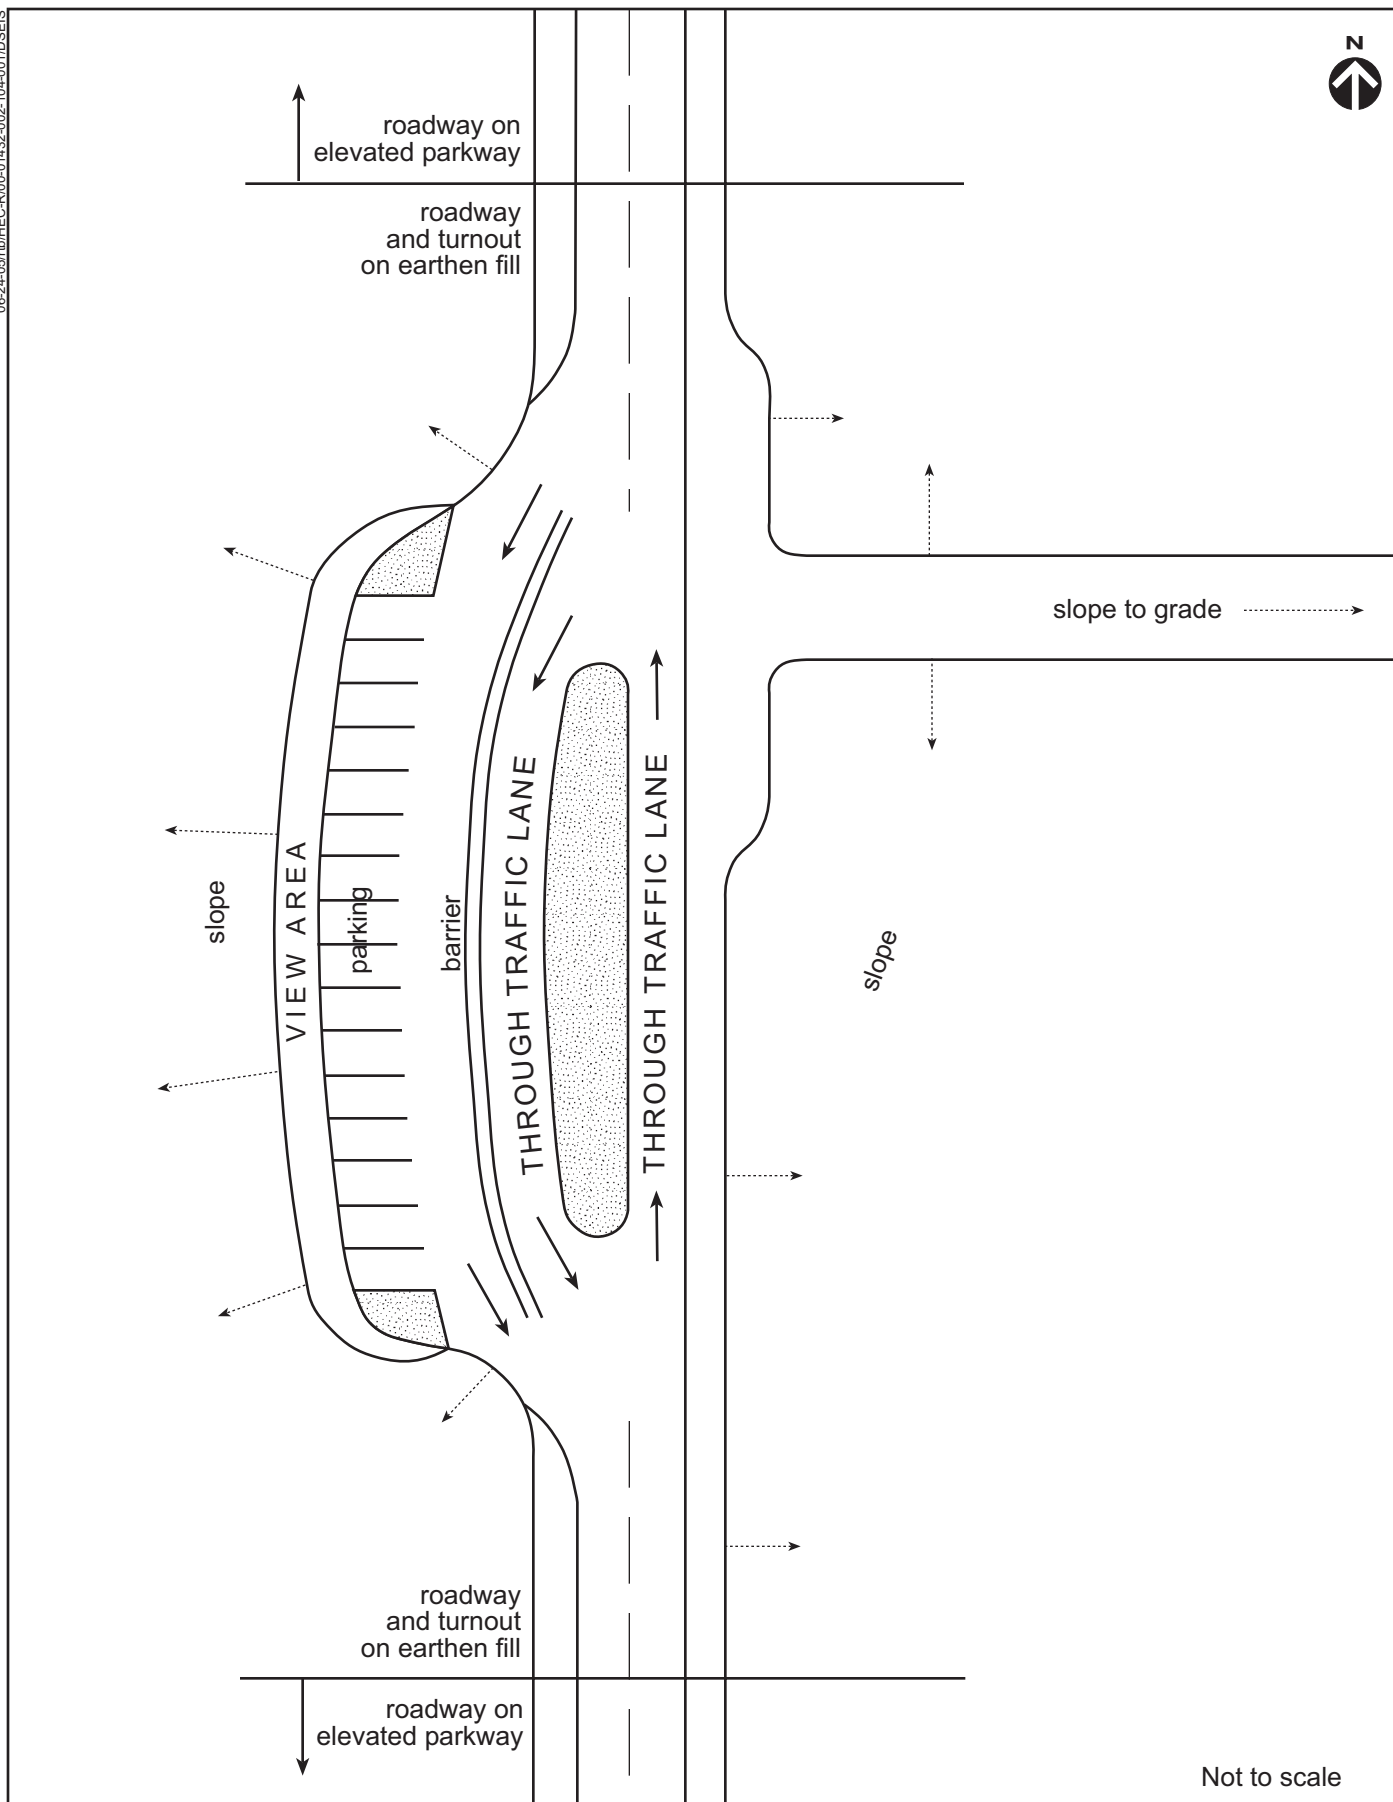 N
roadway on
elevated parkway
roadway
and turnout
on earthen fill
slope to grade
slope
VIEW AREA
parking
barrier
THROUGH TRAFFIC LANE
THROUGH TRAFFIC LANE
slope
roadway
and turnout
on earthen fill
roadway on
elevated parkway
Not to scale